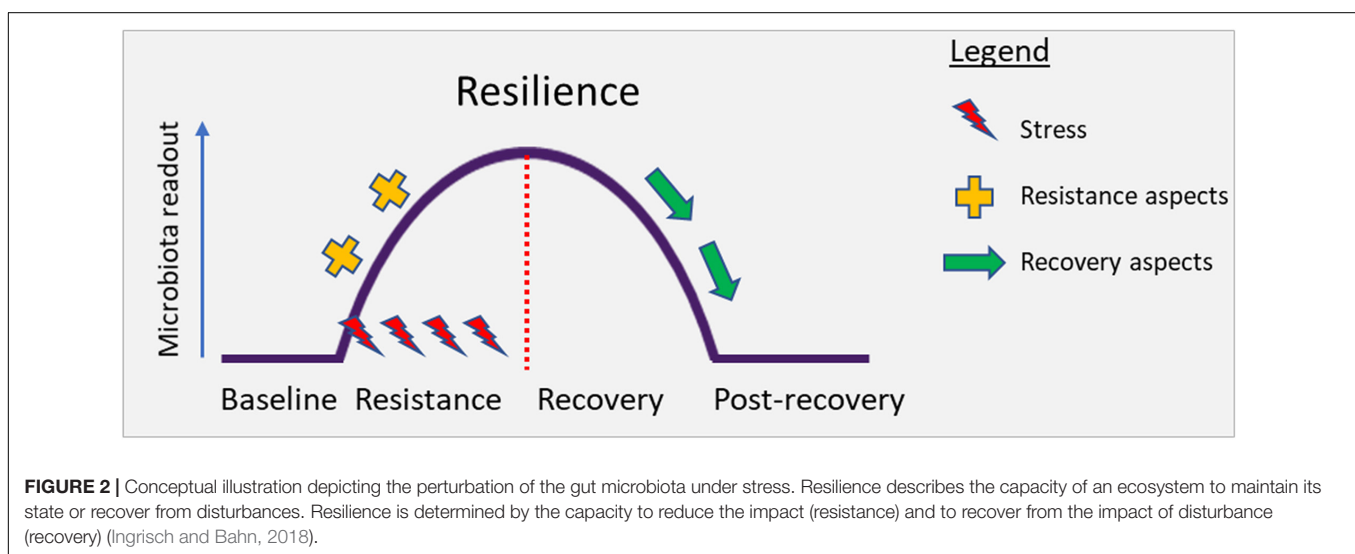 Resilience
Microbiota readout
Baseline
Resistance
Recovery
Post-recovery
Legend
Stress
Resistance aspects
Recovery aspects
FIGURE 2 | Conceptual illustration depicting the perturbation of the gut microbiota under stress. Resilience describes the capacity of an ecosystem to maintain its
state or recover from disturbances. Resilience is determined by the capacity to reduce the impact (resistance) and to recover from the impact of disturbance
(recovery) (Ingrisch and Bahn, 2018).